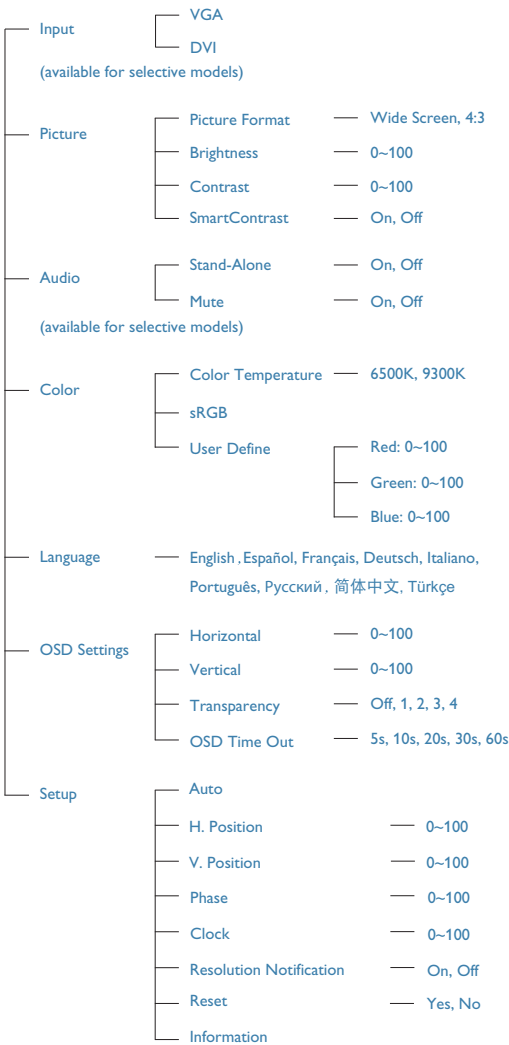 Input
VGA
DVI
(available for selective models)
Picture
Picture Format
Wide Screen, 4:3
Brightness
0~100
Contrast
0~100
SmartContrast
On, Off
Audio
Stand-Alone
On, Off
Mute
On, Off
(available for selective models)
Color
Color Temperature
6500K, 9300K
sRGB
User Define
Red: 0~100
Green: 0~100
Blue: 0~100
Language
English , Español, Français, Deutsch, Italiano,
Português, Русский , 简体中文, Türkçe
OSD Settings
Horizontal
0~100
Vertical
0~100
Transparency
Off, 1, 2, 3, 4
OSD Time Out
5s, 10s, 20s, 30s, 60s
Setup
Auto
H. Position
0~100
V. Position
0~100
Phase
0~100
Clock
0~100
Resolution Notification
On, Off
Reset
Yes, No
Information